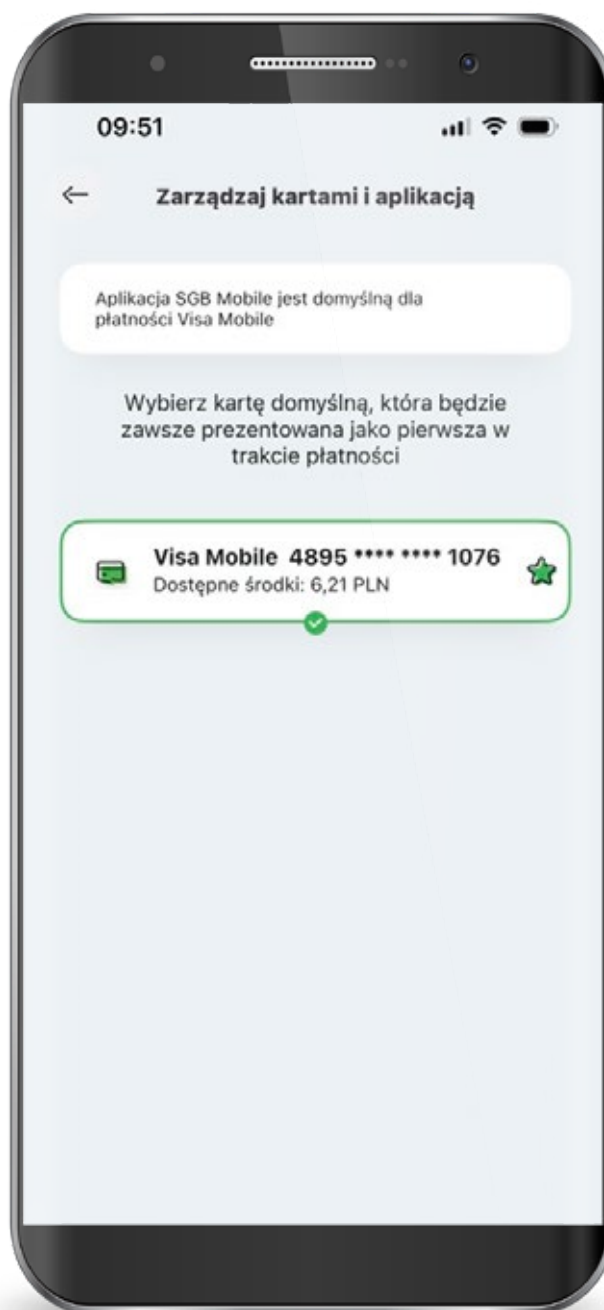 09:51
Zarządzaj kartami i aplikacją
Aplikacja SGB Mobile jest domyślną dla
płatności Visa Mobile
Wybierz kartę domyślną, która będzie
zawsze prezentowana jako pierwsza w
trakcie płatności
Visa Mobile 4895 **** **** 1076
Dostępne środki: 6,21 PLN